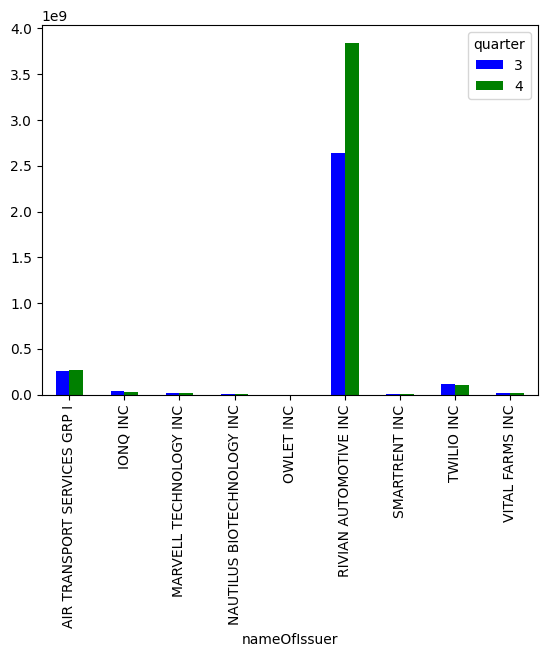 1e9
4.0
3.5
3.0
2.5
2.0
1.5
1.0
0.5
0.0
quarter
3
4
AIR TRANSPORT SERVICES GRP I
IONQ INC
MARVELL TECHNOLOGY INC
NAUTILUS BIOTECHNOLOGY INC
OWLET INC
RIVIAN AUTOMOTIVE INC
SMARTRENT INC
TWILIO INC
VITAL FARMS INC
nameOfIssuer